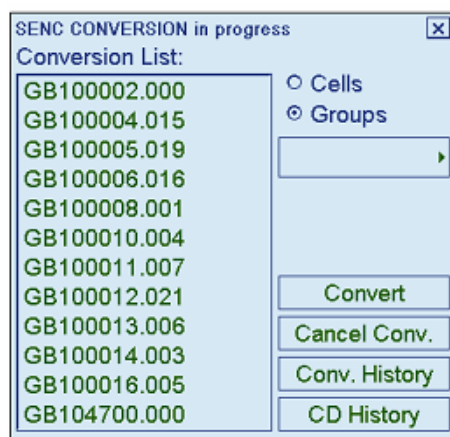 SENC CONVERSION in progress
Conversion List:
GB100002.000
GB100004.015
GB100005.019
GB100006.016
GB100008.001
GB100010.004
GB100011.007
GB100012.021
GB100013.006
GB100014.003
GB100016.005
GB104700.000
Cells
Groups
Convert
Cancel Conv.
Conv. History
CD History